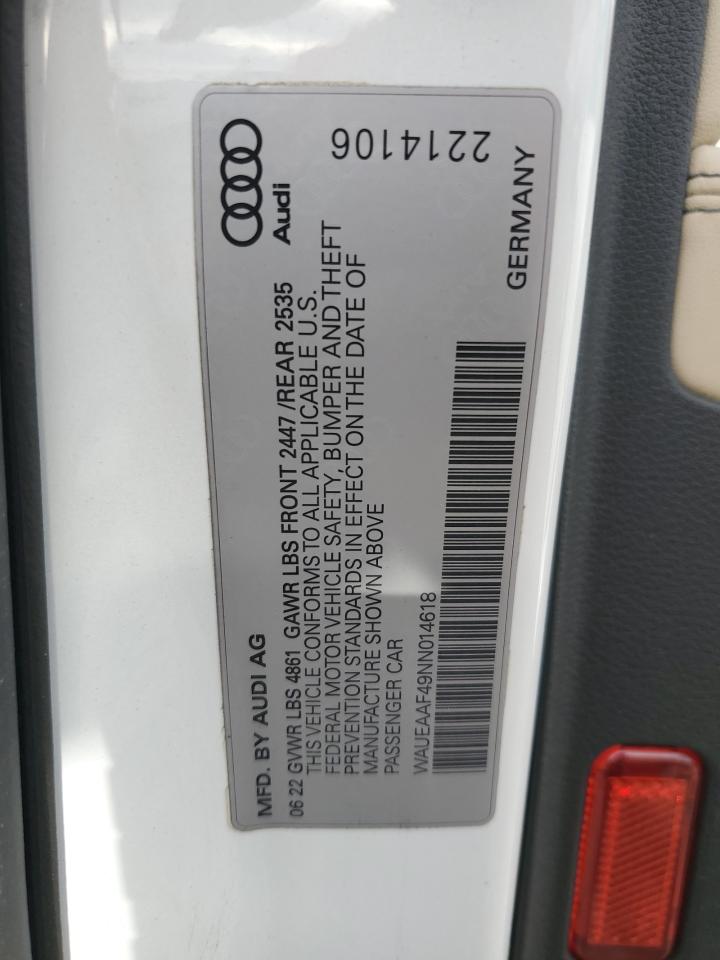 MFD. BY AUDI AG
06 22 GVWR LBS 4861 GAWR LBS FRONT 2447 /REAR 2535
THIS VEHICLE CONFORMS TO ALL APPLICABLE U.S.
FEDERAL MOTOR VEHICLE SAFETY, BUMPER AND THEFT
PREVENTION STANDARDS IN EFFECT ON THE DATE OF
MANUFACTURE SHOWN ABOVE
PASSENGER CAR
WAUEAAF49NN014618
Audi
2214106
GERMANY